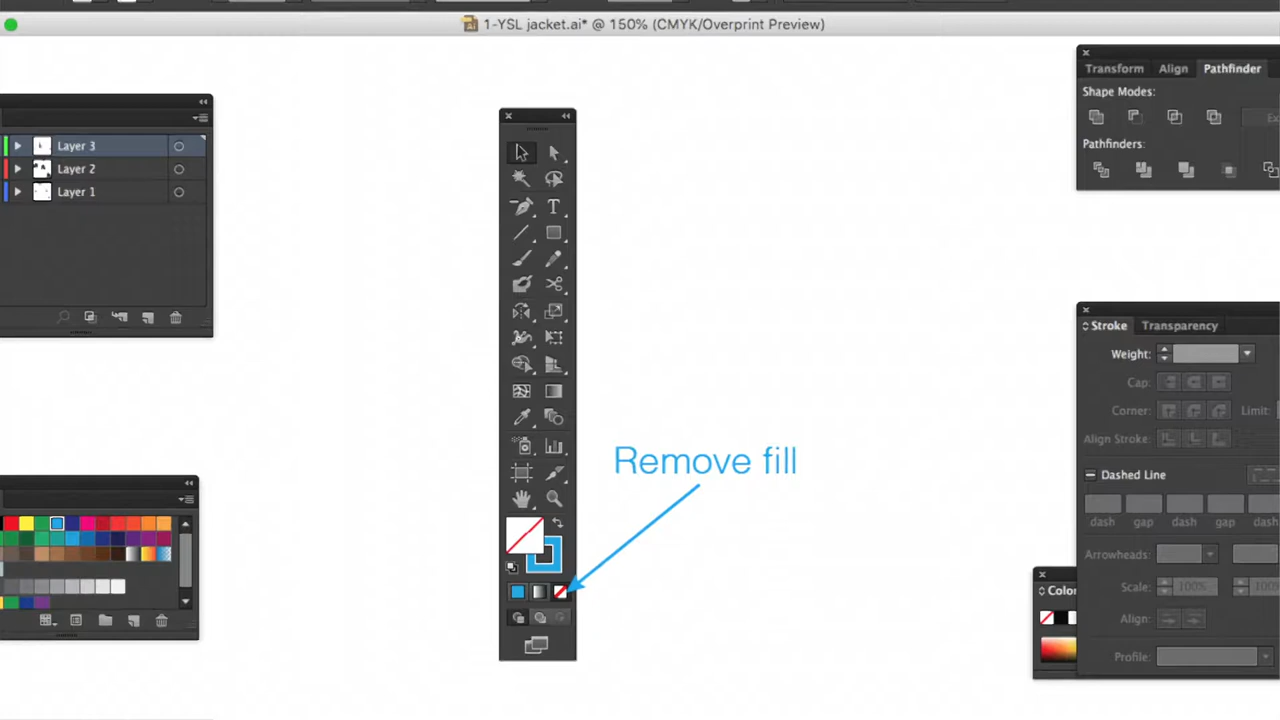 1-YSL jacket.ai* @ 150% (CMYK/Overprint Preview)
Layer 3
Layer 2
Layer 1
Transform Align Pathfinder
Shape Modes:
Pathfinders:
Remove fill
Stroke Transparency
Weight:
Cap:
Corner: Limit:
Align Stroke:
Dashed Line
dash gap dash gap dash
Arrowheads:
Scale: 100%
Align:
Profile: